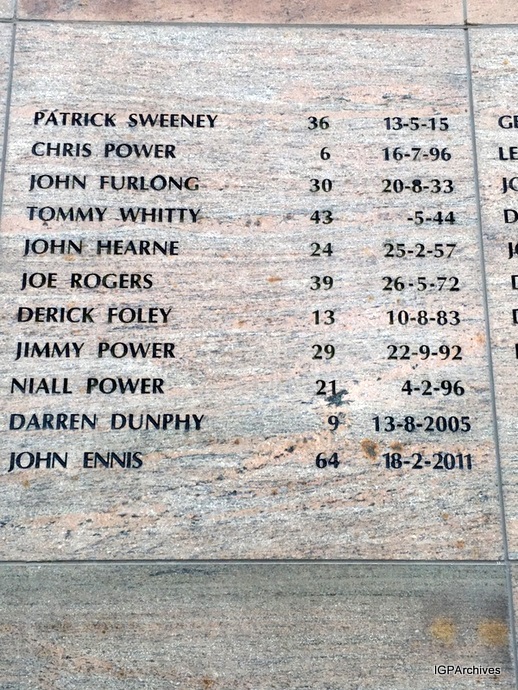 PATRICK SWEENEY 36 13-5-15
CHRIS POWER 6 16-7-96
JOHN FURLONG 30 20-8-33
TOMMY WHITTY 43 -5-44
JOHN HEARNE 24 25-2-57
JOE ROGERS 39 26-5-72
DERICK FOLEY 13 10-8-83
JIMMY POWER 29 22-9-92
NIALL POWER 21 4-2-96
DARREN DUNPHY 9 13-8-2005
JOHN ENNIS 64 18-2-2011
IGPArchives